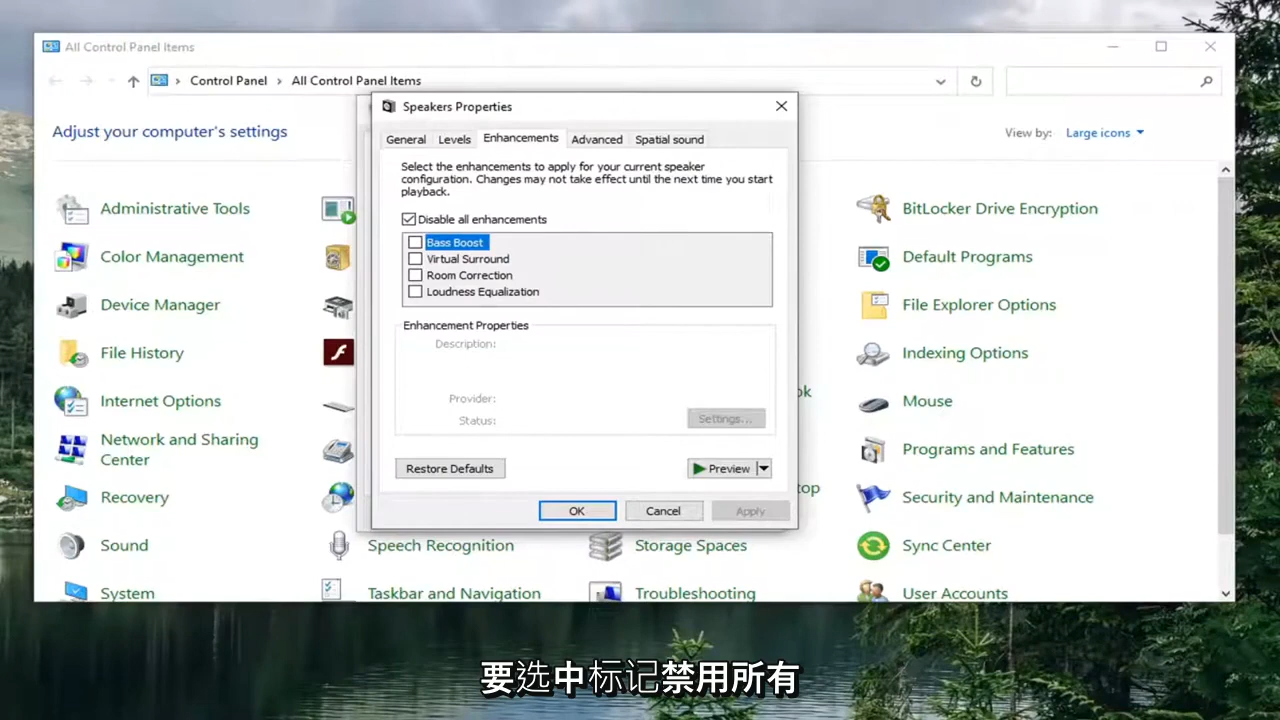 All Control Panel Items
Control Panel
All Control Panel Items
Adjust your computer's settings
View by:
Large icons
Speakers Properties
General
Levels
Enhancements
Advanced
Spatial sound
Select the enhancements to apply for your current speaker
configuration. Changes may not take effect until the next time you start
playback.
Disable all enhancements
Bass Boost
Virtual Surround
Room Correction
Loudness Equalization
Enhancement Properties
Description:
Provider:
Status:
Settings...
Restore Defaults
Preview
OK
Cancel
Apply
Administrative Tools
BitLocker Drive Encryption
Color Management
Default Programs
Device Manager
File Explorer Options
File History
Indexing Options
Internet Options
ok
Mouse
Network and Sharing
Center
Programs and Features
Recovery
top
Security and Maintenance
Sound
Speech Recognition
Storage Spaces
Sync Center
System
Taskbar and Navigation
Troubleshooting
User Accounts
要选中标记禁用所有